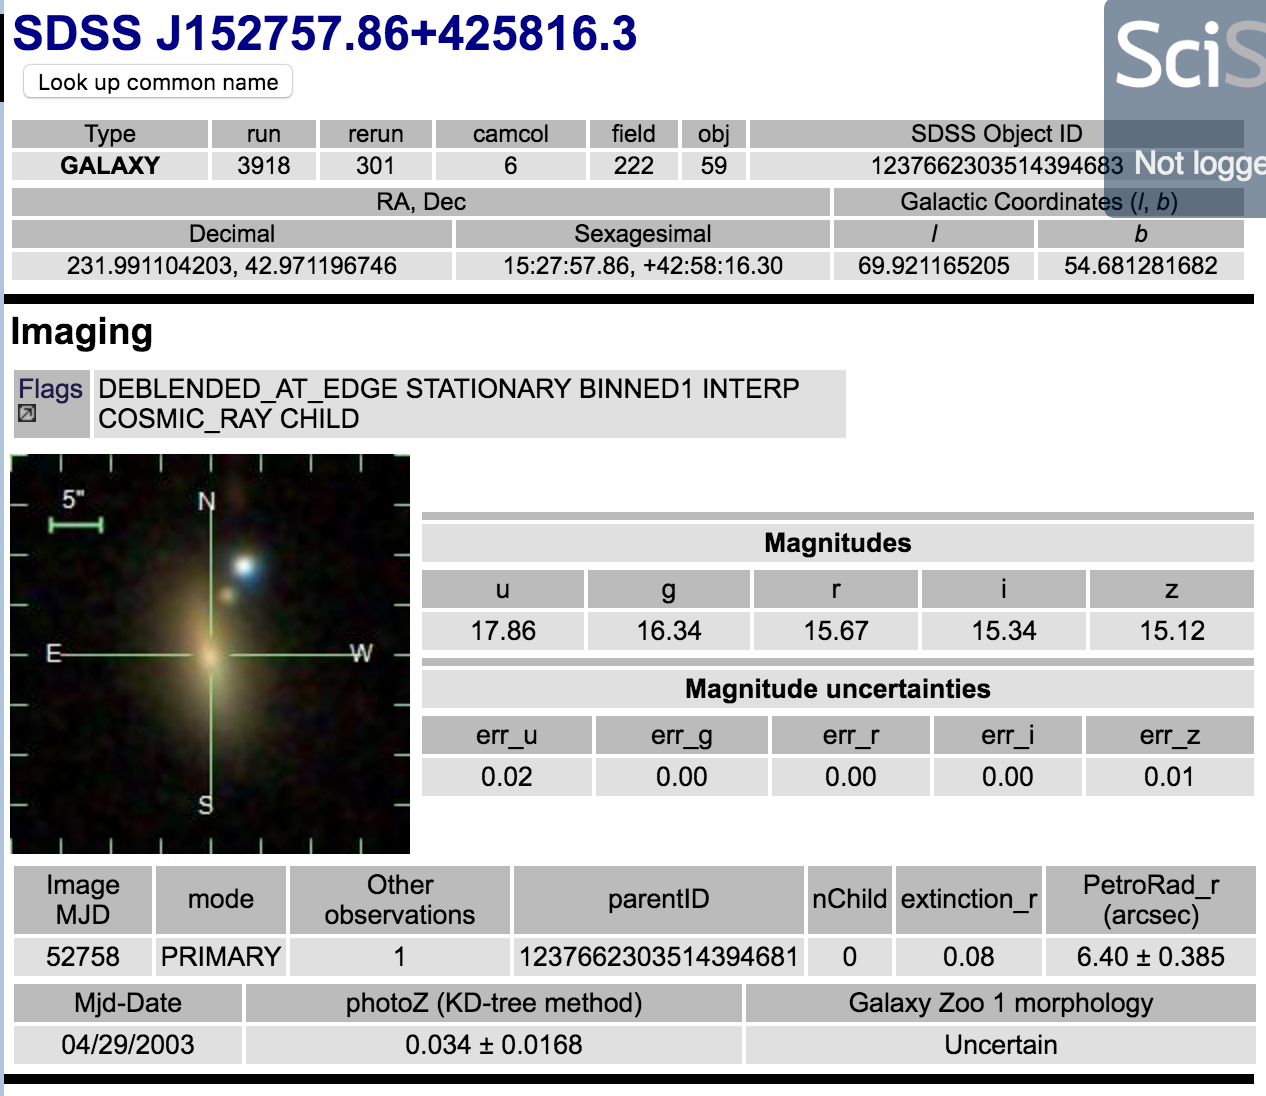 SDSS J152757.86+425816.3
SciS
Look up common name
Type run rerun camcol field obj SDSS Object ID
GALAXY 3918 301 6 222 59 1237662303514394683 Not logge
RA, Dec Galactic Coordinates (l, b)
Decimal Sexagesimal l b
231.991104203, 42.971196746 15:27:57.86, +42:58:16.30 69.921165205 54.681281682
Imaging
Flags DEBLENDED_AT_EDGE STATIONARY BINNED1 INTERP
COSMIC_RAY CHILD
5" N
E W
S
Magnitudes
u g r i z
17.86 16.34 15.67 15.34 15.12
Magnitude uncertainties
err_u err_g err_r err_i err_z
0.02 0.00 0.00 0.00 0.01
Image MJD mode Other observations parentID nChild extinction_r PetroRad_r (arcsec)
52758 PRIMARY 1 1237662303514394681 0 0.08 6.40 ± 0.385
Mjd-Date photoZ (KD-tree method) Galaxy Zoo 1 morphology
04/29/2003 0.034 ± 0.0168 Uncertain